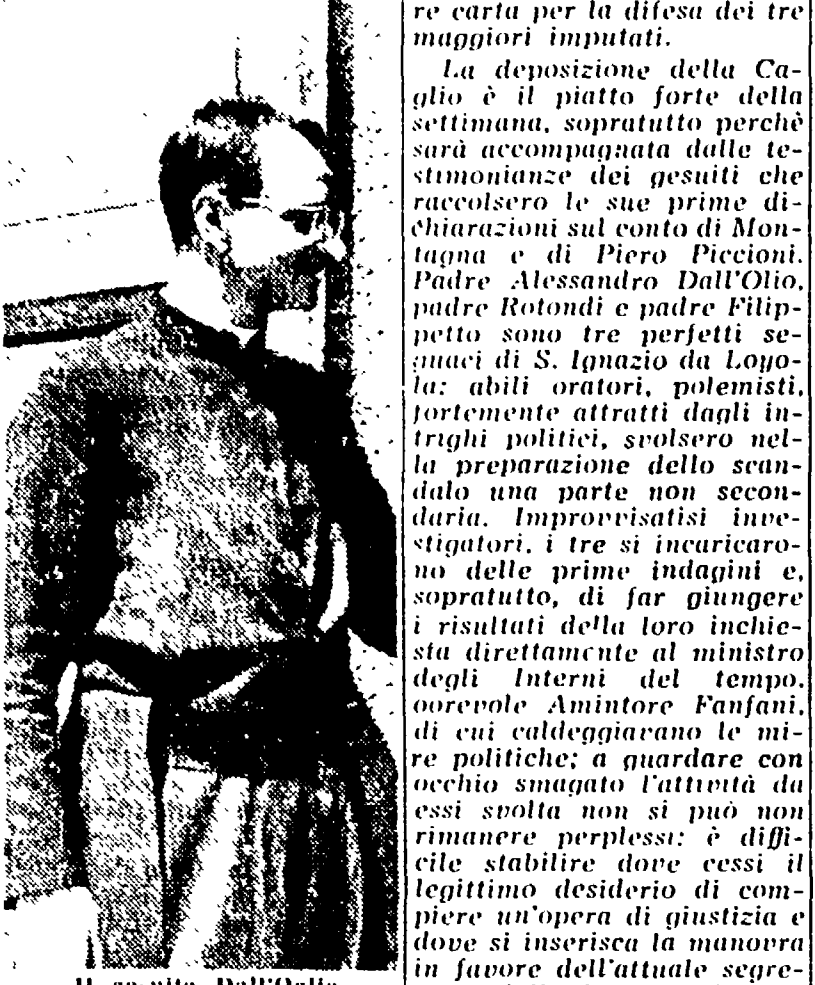 re carta per la difesa dei tre
maggiori imputati.
La deposizione della Ca-
glio è il piatto forte della
settimana, sopratutto perchè
sarà accompagnata dalle te-
stimonianze dei gesuiti che
raccolsero le sue prime di-
chiarazioni sul conto di Mon-
tagna e di Piero Piccioni.
Padre Alessandro Dall'Olio,
padre Rotondi e padre Filip-
petto sono tre perfetti se-
guaci di S. Ignazio da Loyo-
la: abili oratori, polemisti,
fortemente attratti dagli in-
trighi politici, svolsero nel-
la preparazione dello scan-
dalo una parte non secon-
daria. Improvvisatisi inve-
stigatori, i tre si incaricaro-
no delle prime indagini e,
sopratutto, di far giungere
i risultati della loro inchie-
sta direttamente al ministro
degli Interni del tempo,
oorevole Amintore Fanfani,
di cui caldeggiavano le mi-
re politiche; a guardare con
occhio smagato l'attività da
essi svolta non si può non
rimanere perplessi: è diffi-
cile stabilire dove cessi il
legittimo desiderio di com-
piere un'opera di giustizia e
dove si inserisca la manovra
in favore dell'attuale segre-
Il gesuita Dall'Oglio